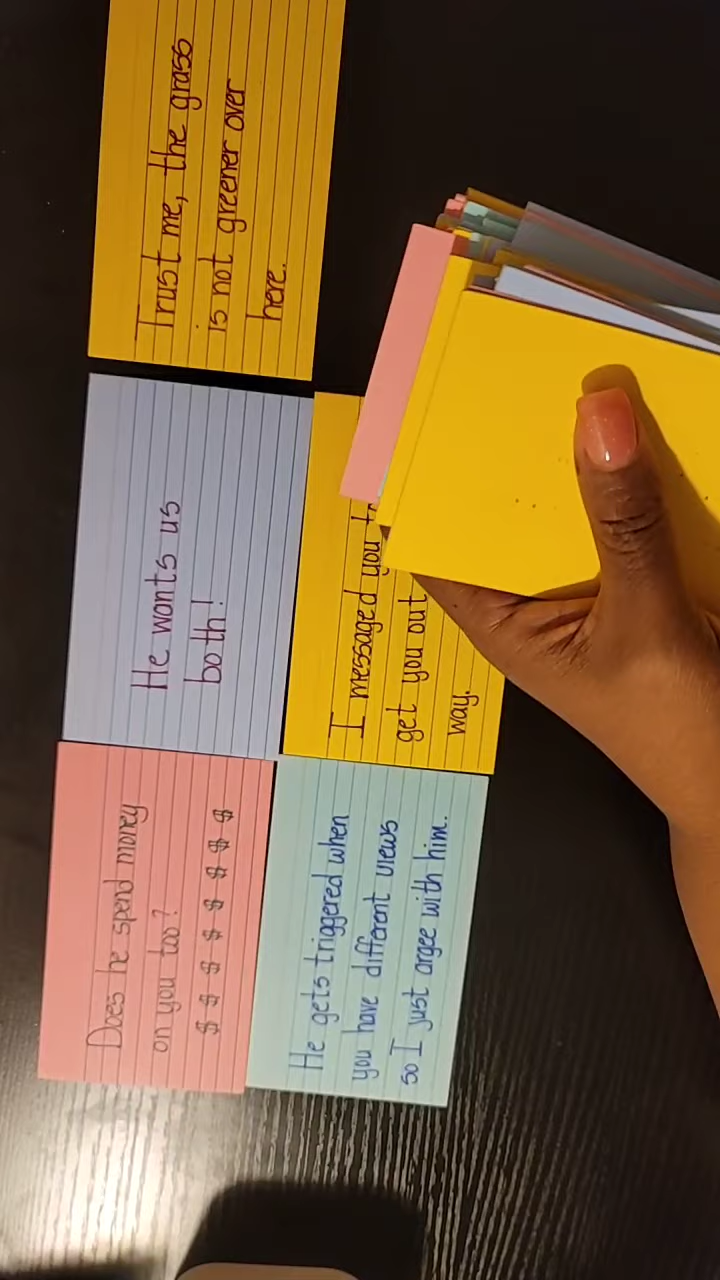 Does he spend money
on you too?
$ $ $ $ $ $ $
He wants us
both!
Trust me, the grass
is not greener over
here.
He gets triggered when
you have different views
so I just argee with him.
I messaged you to
get you out
way.